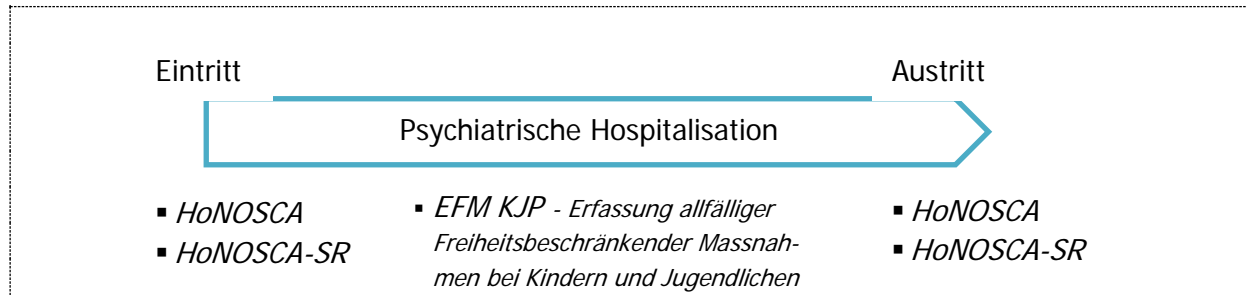 Eintritt
Austritt
Psychiatrische Hospitalisation
▪ HoNOSCA
▪ HoNOSCA-SR
▪ EFM KJP - Erfassung allfälliger
Freiheitsbeschränkender Massnah-
men bei Kindern und Jugendlichen
▪ HoNOSCA
▪ HoNOSCA-SR